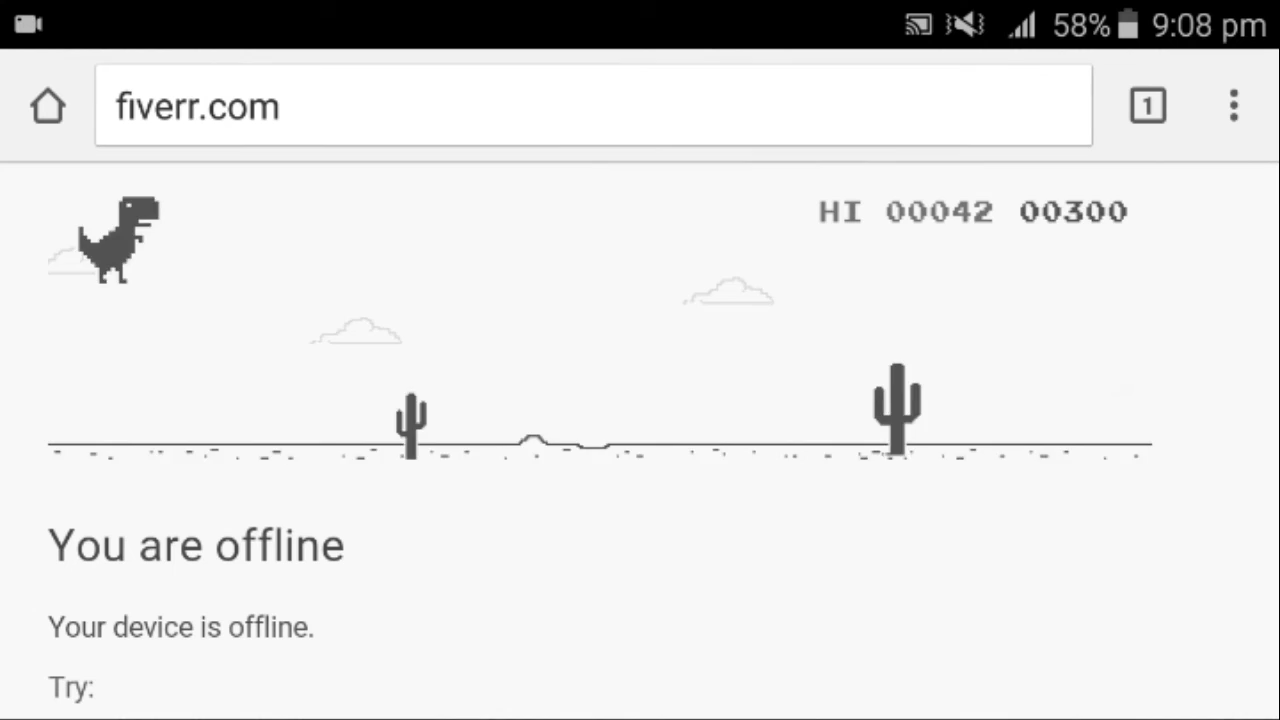 58% 9:08 pm
fiverr.com
1
HI 00042 00300
You are offline
Your device is offline.
Try: